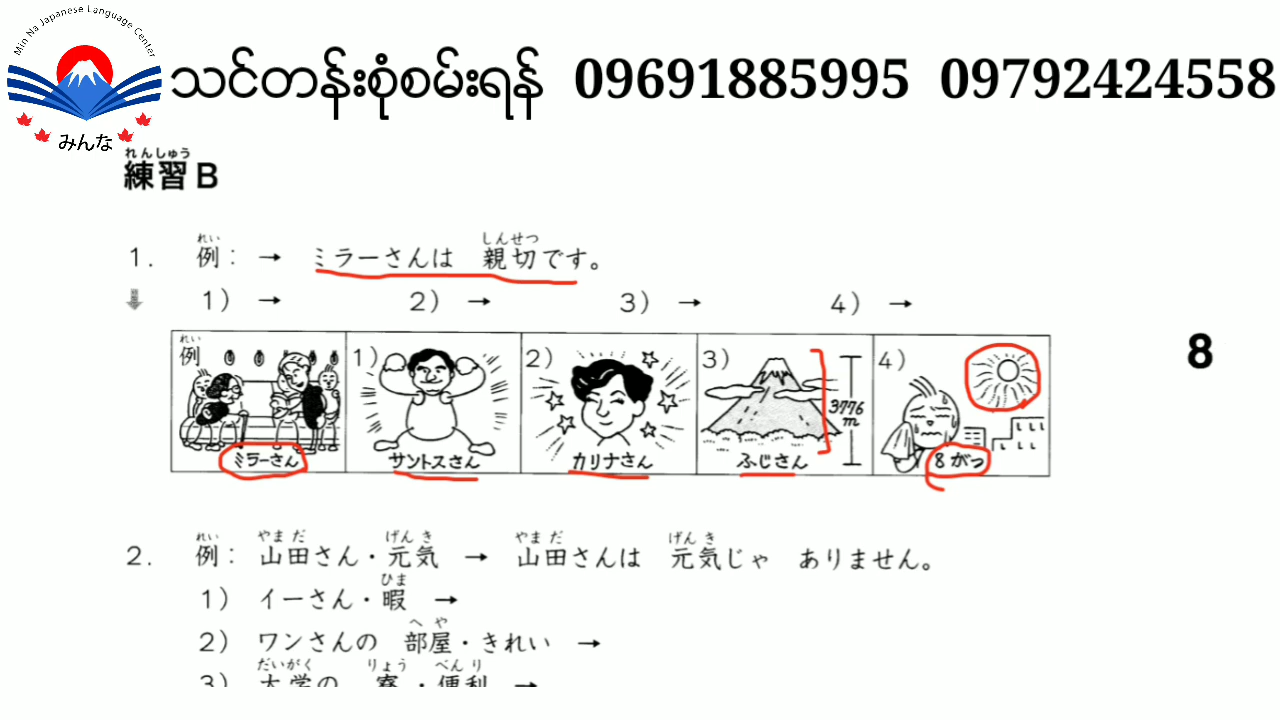 Min Na Japanese Language Center
みんな
သင်တန်းစုံစမ်းရန် 09691885995 09792424558
れんしゅう
練習 B
れい しんせつ
1. 例: → ミラーさんは 親切です。
1) → 2) → 3) → 4) →
れい
例 1) 2) 3) 4)
3776
m
ミラーさん サントスさん カリナさん ふじさん 8がつ
8
れい やまだ げんき やまだ げんき
2. 例: 山田さん・元気 → 山田さんは 元気じゃ ありません。
ひま
1) イーさん・暇 →
へや
2) ワンさんの 部屋・きれい →
だいがく りょう べんり
3) 大学の 寮・便利 →